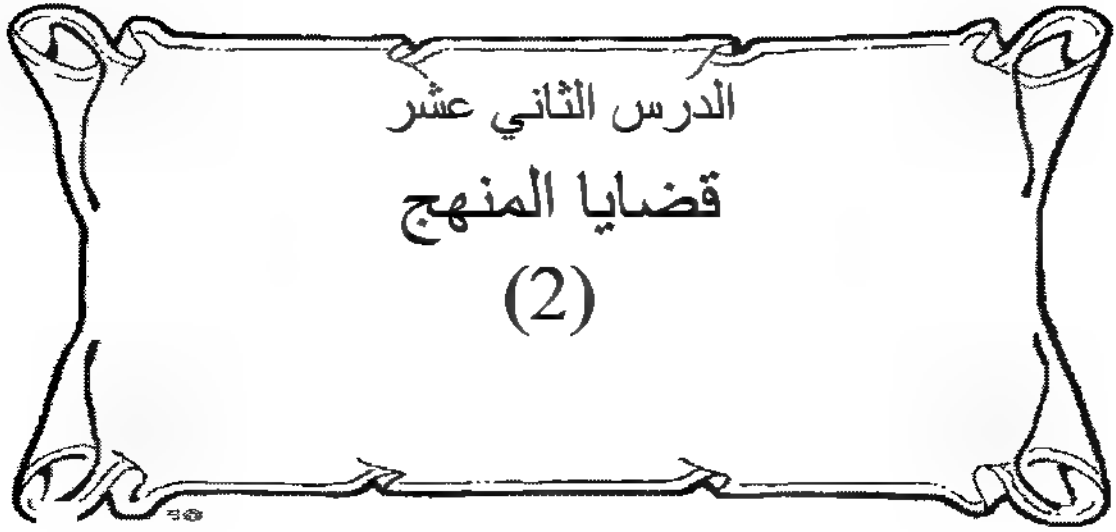 الدرس الثاني عشر
قضايا المنهج
(2)